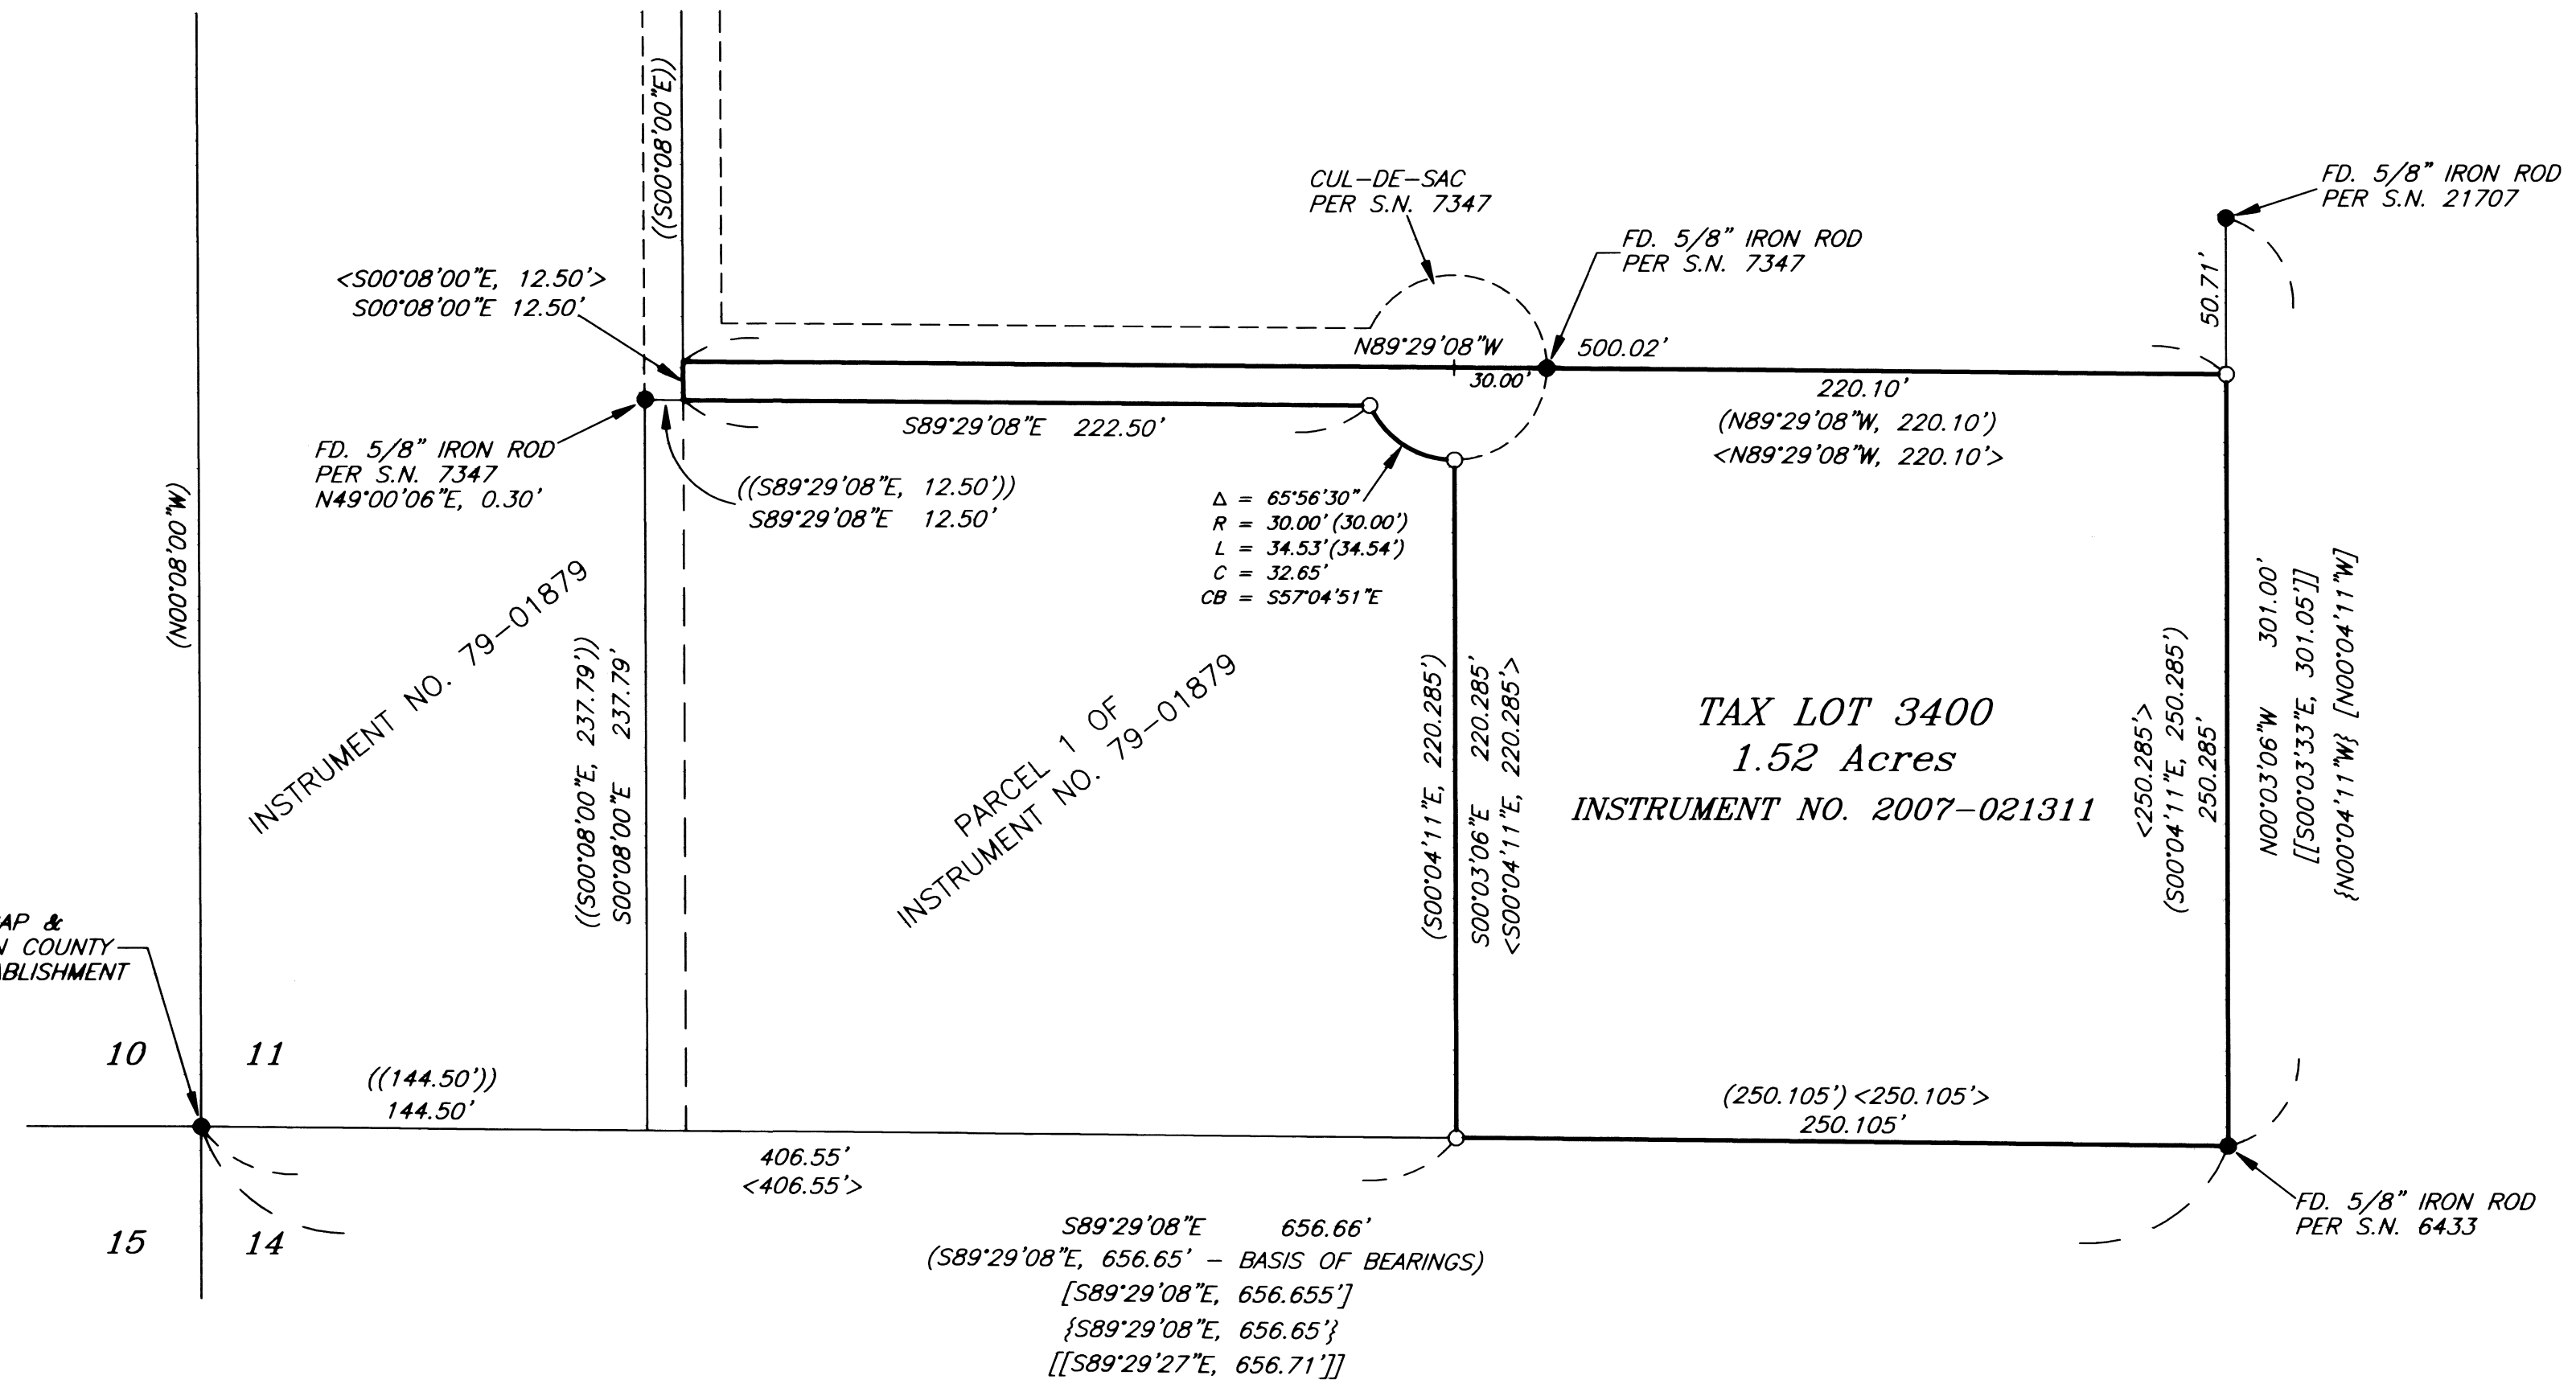 ((S00°08'00"E))
CUL-DE-SAC
PER S.N. 7347
FD. 5/8" IRON ROD
PER S.N. 21707
FD. 5/8" IRON ROD
PER S.N. 7347
50.71'
<S00°08'00"E, 12.50'>
S00°08'00"E 12.50'
N89°29'08"W 500.02'
30.00'
220.10'
(N89°29'08"W, 220.10')
<N89°29'08"W, 220.10'>
S89°29'08"E 222.50'
FD. 5/8" IRON ROD
PER S.N. 7347
N49°00'06"E, 0.30'
((S89°29'08"E, 12.50'))
S89°29'08"E 12.50'
Δ = 65°56'30"
R = 30.00' (30.00')
L = 34.53' (34.54')
C = 32.65'
CB = S57°04'51"E
(N00°08'00"W)
INSTRUMENT NO. 79-01879
((S00°08'00"E, 237.79'))
S00°08'00"E 237.79'
PARCEL 1 OF
INSTRUMENT NO. 79-01879
(S00°04'11"E, 220.285')
S00°03'06"E 220.285'
<S00°04'11"E, 220.285'>
TAX LOT 3400
1.52 Acres
INSTRUMENT NO. 2007-021311
<250.285'>
(S00°04'11"E, 250.285')
250.285'
N00°03'06"W 301.00'
[[S00°03'33"E, 301.05']]
{N00°04'11"W} [N00°04'11"W]
AP &
N COUNTY
ABLISHMENT
10 11
((144.50'))
144.50'
(250.105') <250.105'>
250.105'
406.55'
<406.55'>
15 14
FD. 5/8" IRON ROD
PER S.N. 6433
S89°29'08"E 656.66'
(S89°29'08"E, 656.65' - BASIS OF BEARINGS)
[S89°29'08"E, 656.655']
{S89°29'08"E, 656.65'}
[[S89°29'27"E, 656.71']]